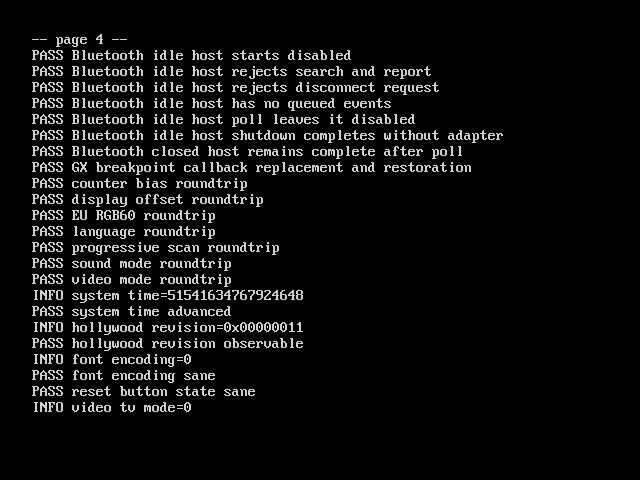 -- page 4 --
PASS Bluetooth idle host starts disabled
PASS Bluetooth idle host rejects search and report
PASS Bluetooth idle host rejects disconnect request
PASS Bluetooth idle host has no queued events
PASS Bluetooth idle host poll leaves it disabled
PASS Bluetooth idle host shutdown completes without adapter
PASS Bluetooth closed host remains complete after poll
PASS GX breakpoint callback replacement and restoration
PASS counter bias roundtrip
PASS display offset roundtrip
PASS EU RGB60 roundtrip
PASS language roundtrip
PASS progressive scan roundtrip
PASS sound mode roundtrip
PASS video mode roundtrip
INFO system time=51541634767924648
PASS system time advanced
INFO hollywood revision=0x00000011
PASS hollywood revision observable
INFO font encoding=0
PASS font encoding sane
PASS reset button state sane
INFO video tv mode=0